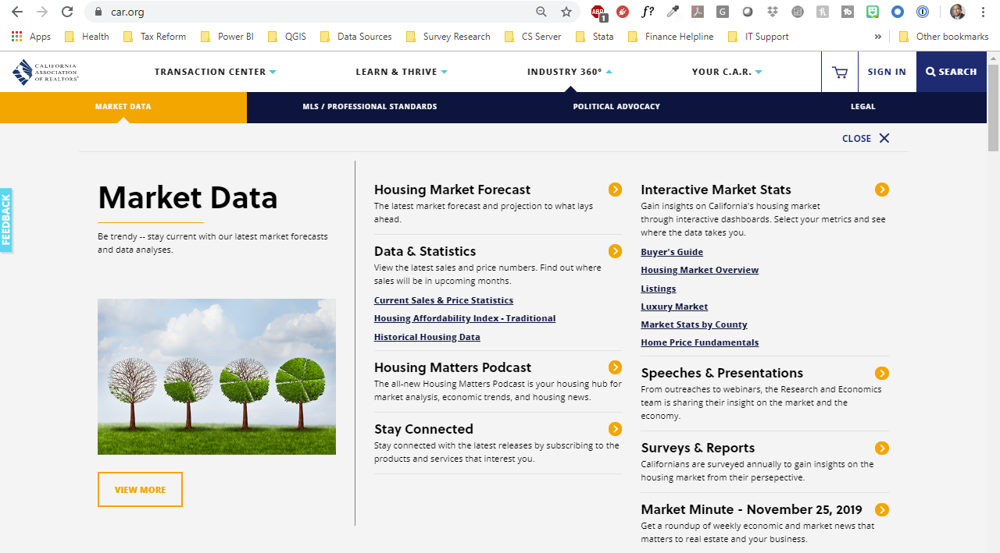 car.org
ABP
1
f?
G
tb
Apps
Health
Tax Reform
Power BI
QGIS
Data Sources
Survey Research
CS Server
Stata
Finance Helpline
IT Support
»
Other bookmarks
CALIFORNIA
ASSOCIATION
OF REALTORS®
TRANSACTION CENTER
LEARN & THRIVE
INDUSTRY 360°
YOUR C.A.R.
SIGN IN
SEARCH
MARKET DATA
MLS / PROFESSIONAL STANDARDS
POLITICAL ADVOCACY
LEGAL
CLOSE
FEEDBACK
Market Data
Be trendy -- stay current with our latest market forecasts
and data analyses.
VIEW MORE
Housing Market Forecast
The latest market forecast and projection to what lays
ahead.
Data & Statistics
View the latest sales and price numbers. Find out where
sales will be in upcoming months.
Current Sales & Price Statistics
Housing Affordability Index - Traditional
Historical Housing Data
Housing Matters Podcast
The all-new Housing Matters Podcast is your housing hub for
market analysis, economic trends, and housing news.
Stay Connected
Stay connected with the latest releases by subscribing to the
products and services that interest you.
Interactive Market Stats
Gain insights on California's housing market
through interactive dashboards. Select your metrics and see
where the data takes you.
Buyer's Guide
Housing Market Overview
Listings
Luxury Market
Market Stats by County
Home Price Fundamentals
Speeches & Presentations
From outreaches to webinars, the Research and Economics
team is sharing their insight on the market and the
economy.
Surveys & Reports
Californians are surveyed annually to gain insights on the
housing market from their persepective.
Market Minute - November 25, 2019
Get a roundup of weekly economic and market news that
matters to real estate and your business.